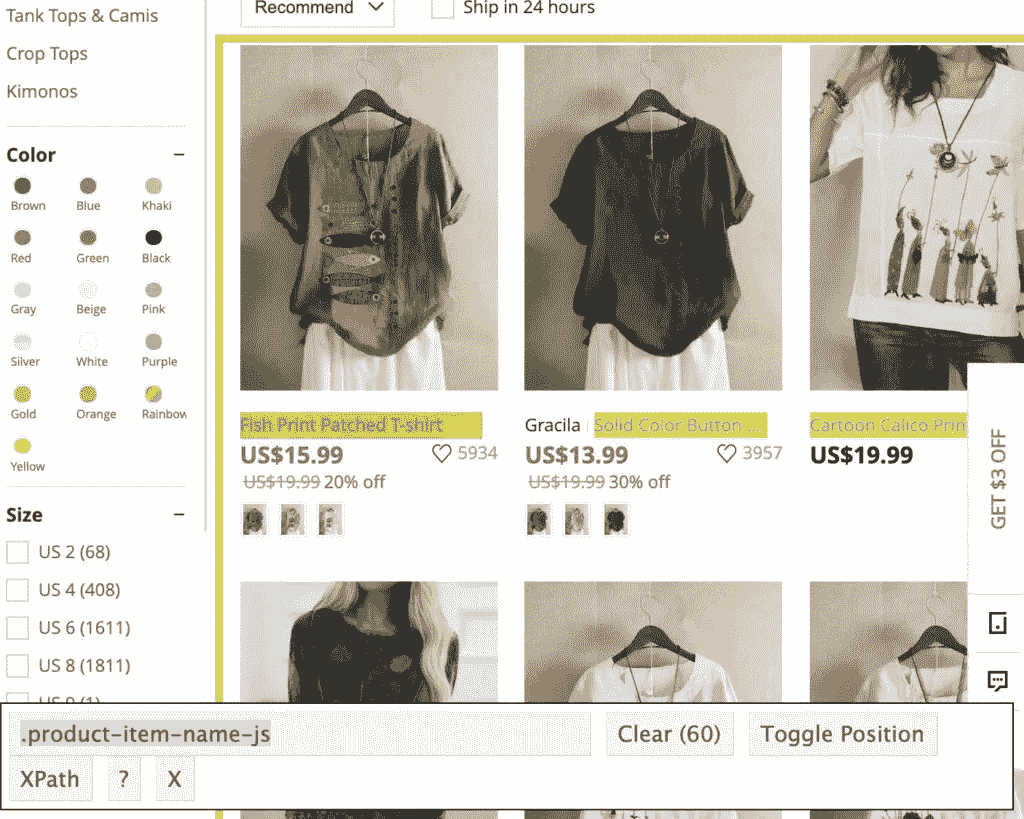 Tank Tops & Camis
Crop Tops
Kimonos
Color −
Brown Blue Khaki
Red Green Black
Gray Beige Pink
Silver White Purple
Gold Orange Rainbow
Yellow
Size −
US 2 (68)
US 4 (408)
US 6 (1611)
US 8 (1811)
Recommend
Ship in 24 hours
Fish Print Patched T-shirt
US$15.99 5934
US$19.99 20% off
Gracila Solid Color Button ...
US$13.99 3957
US$19.99 30% off
Cartoon Calico Prin
US$19.99
GET $3 OFF
.product-item-name-js
Clear (60)
Toggle Position
XPath
?
X